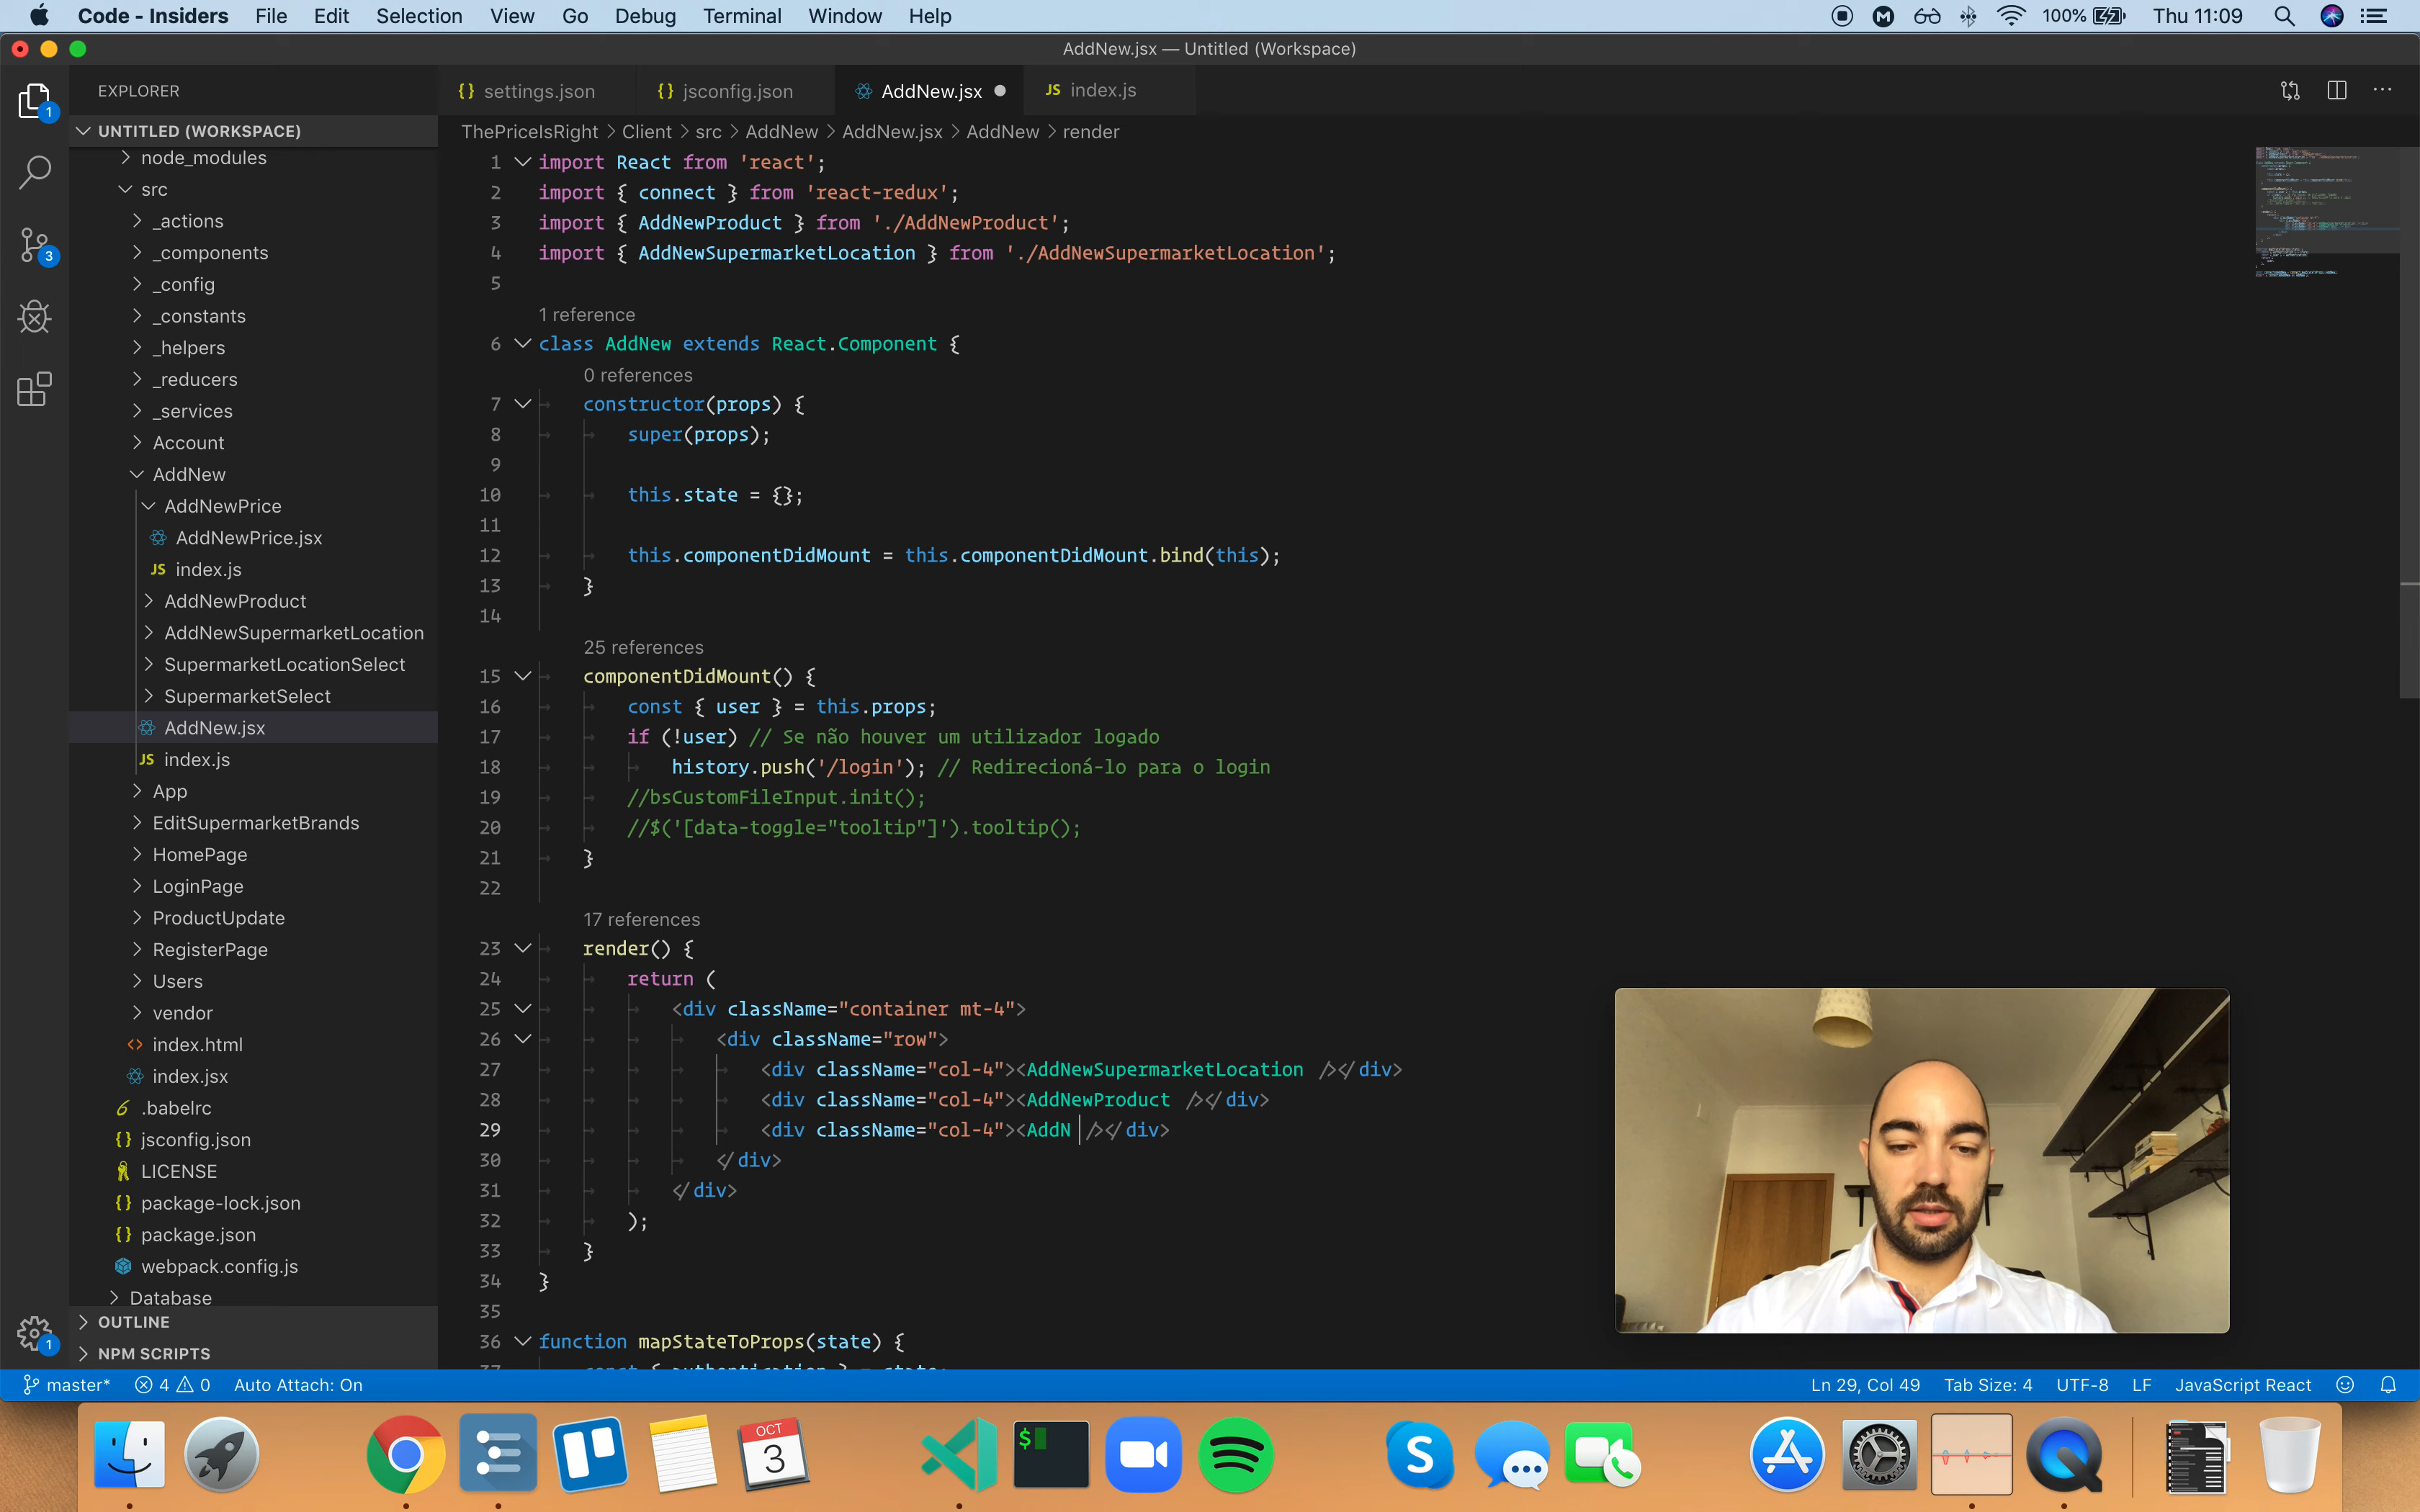 Code - Insiders File Edit Selection View Go Debug Terminal Window Help 100% Thu 11:09
AddNew.jsx — Untitled (Workspace)
EXPLORER
UNTITLED (WORKSPACE)
node_modules
src
_actions
_components
_config
_constants
_helpers
_reducers
_services
Account
AddNew
AddNewPrice
AddNewPrice.jsx
JS index.js
AddNewProduct
AddNewSupermarketLocation
SupermarketLocationSelect
SupermarketSelect
AddNew.jsx
JS index.js
App
EditSupermarketBrands
HomePage
LoginPage
ProductUpdate
RegisterPage
Users
vendor
index.html
index.jsx
.babelrc
{} jsconfig.json
LICENSE
{} package-lock.json
{} package.json
webpack.config.js
Database
OUTLINE
NPM SCRIPTS
1
3
1
{} settings.json {} jsconfig.json AddNew.jsx JS index.js
ThePriceIsRight > Client > src > AddNew > AddNew.jsx > AddNew > render
1 import React from 'react';
2 import { connect } from 'react-redux';
3 import { AddNewProduct } from './AddNewProduct';
4 import { AddNewSupermarketLocation } from './AddNewSupermarketLocation';
5
1 reference
6 class AddNew extends React.Component {
0 references
7 constructor(props) {
8 super(props);
9
10 this.state = {};
11
12 this.componentDidMount = this.componentDidMount.bind(this);
13 }
14
25 references
15 componentDidMount() {
16 const { user } = this.props;
17 if (!user) // Se não houver um utilizador logado
18 history.push('/login'); // Redirecioná-lo para o login
19 //bsCustomFileInput.init();
20 //$('[data-toggle="tooltip"]').tooltip();
21 }
22
17 references
23 render() {
24 return (
25 <div className="container mt-4">
26 <div className="row">
27 <div className="col-4"><AddNewSupermarketLocation /></div>
28 <div className="col-4"><AddNewProduct /></div>
29 <div className="col-4"><AddN /></div>
30 </div>
31 </div>
32 );
33 }
34 }
35
36 function mapStateToProps(state) {
master* 4 0 Auto Attach: On Ln 29, Col 49 Tab Size: 4 UTF-8 LF JavaScript React
OCT
3
$
S